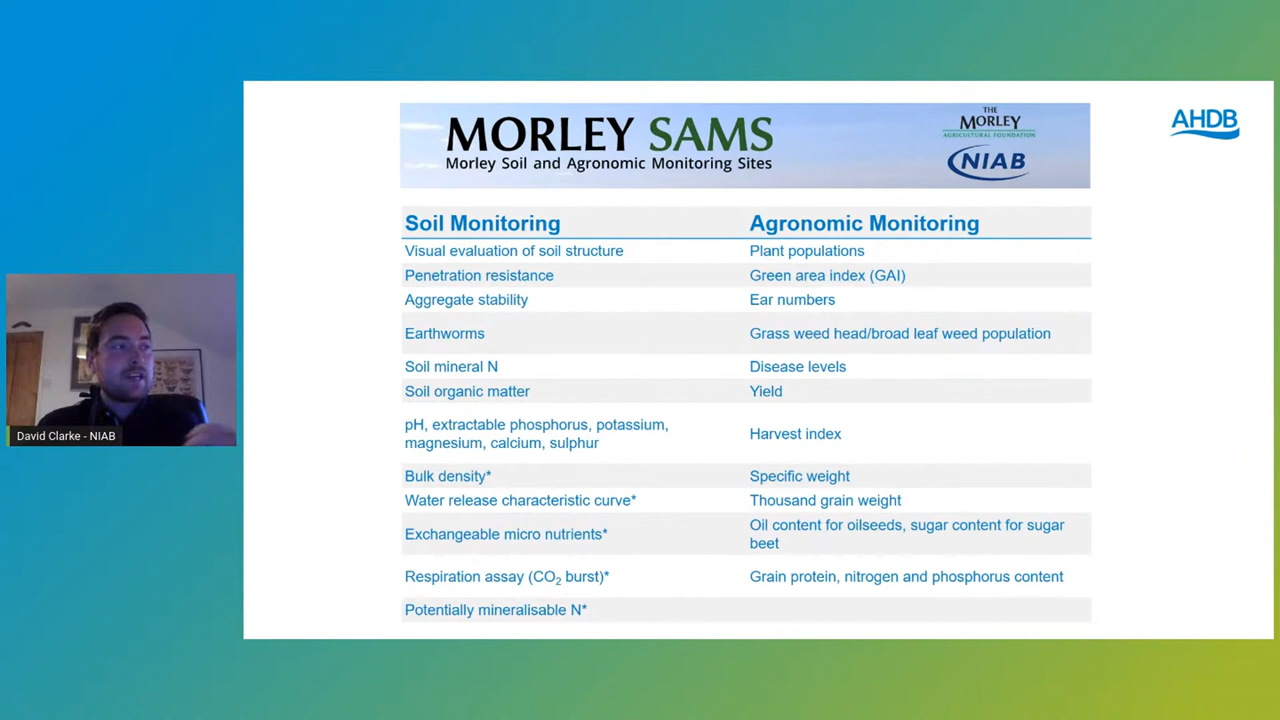 MORLEY SAMS
Morley Soil and Agronomic Monitoring Sites
THE
MORLEY
AGRICULTURAL FOUNDATION
NIAB
AHDB
Soil Monitoring Agronomic Monitoring
Visual evaluation of soil structure Plant populations
Penetration resistance Green area index (GAI)
Aggregate stability Ear numbers
Earthworms Grass weed head/broad leaf weed population
Soil mineral N Disease levels
Soil organic matter Yield
pH, extractable phosphorus, potassium,
magnesium, calcium, sulphur
Harvest index
Bulk density* Specific weight
Water release characteristic curve* Thousand grain weight
Exchangeable micro nutrients*
Oil content for oilseeds, sugar content for sugar
beet
Respiration assay (CO₂ burst)* Grain protein, nitrogen and phosphorus content
Potentially mineralisable N*
David Clarke - NIAB